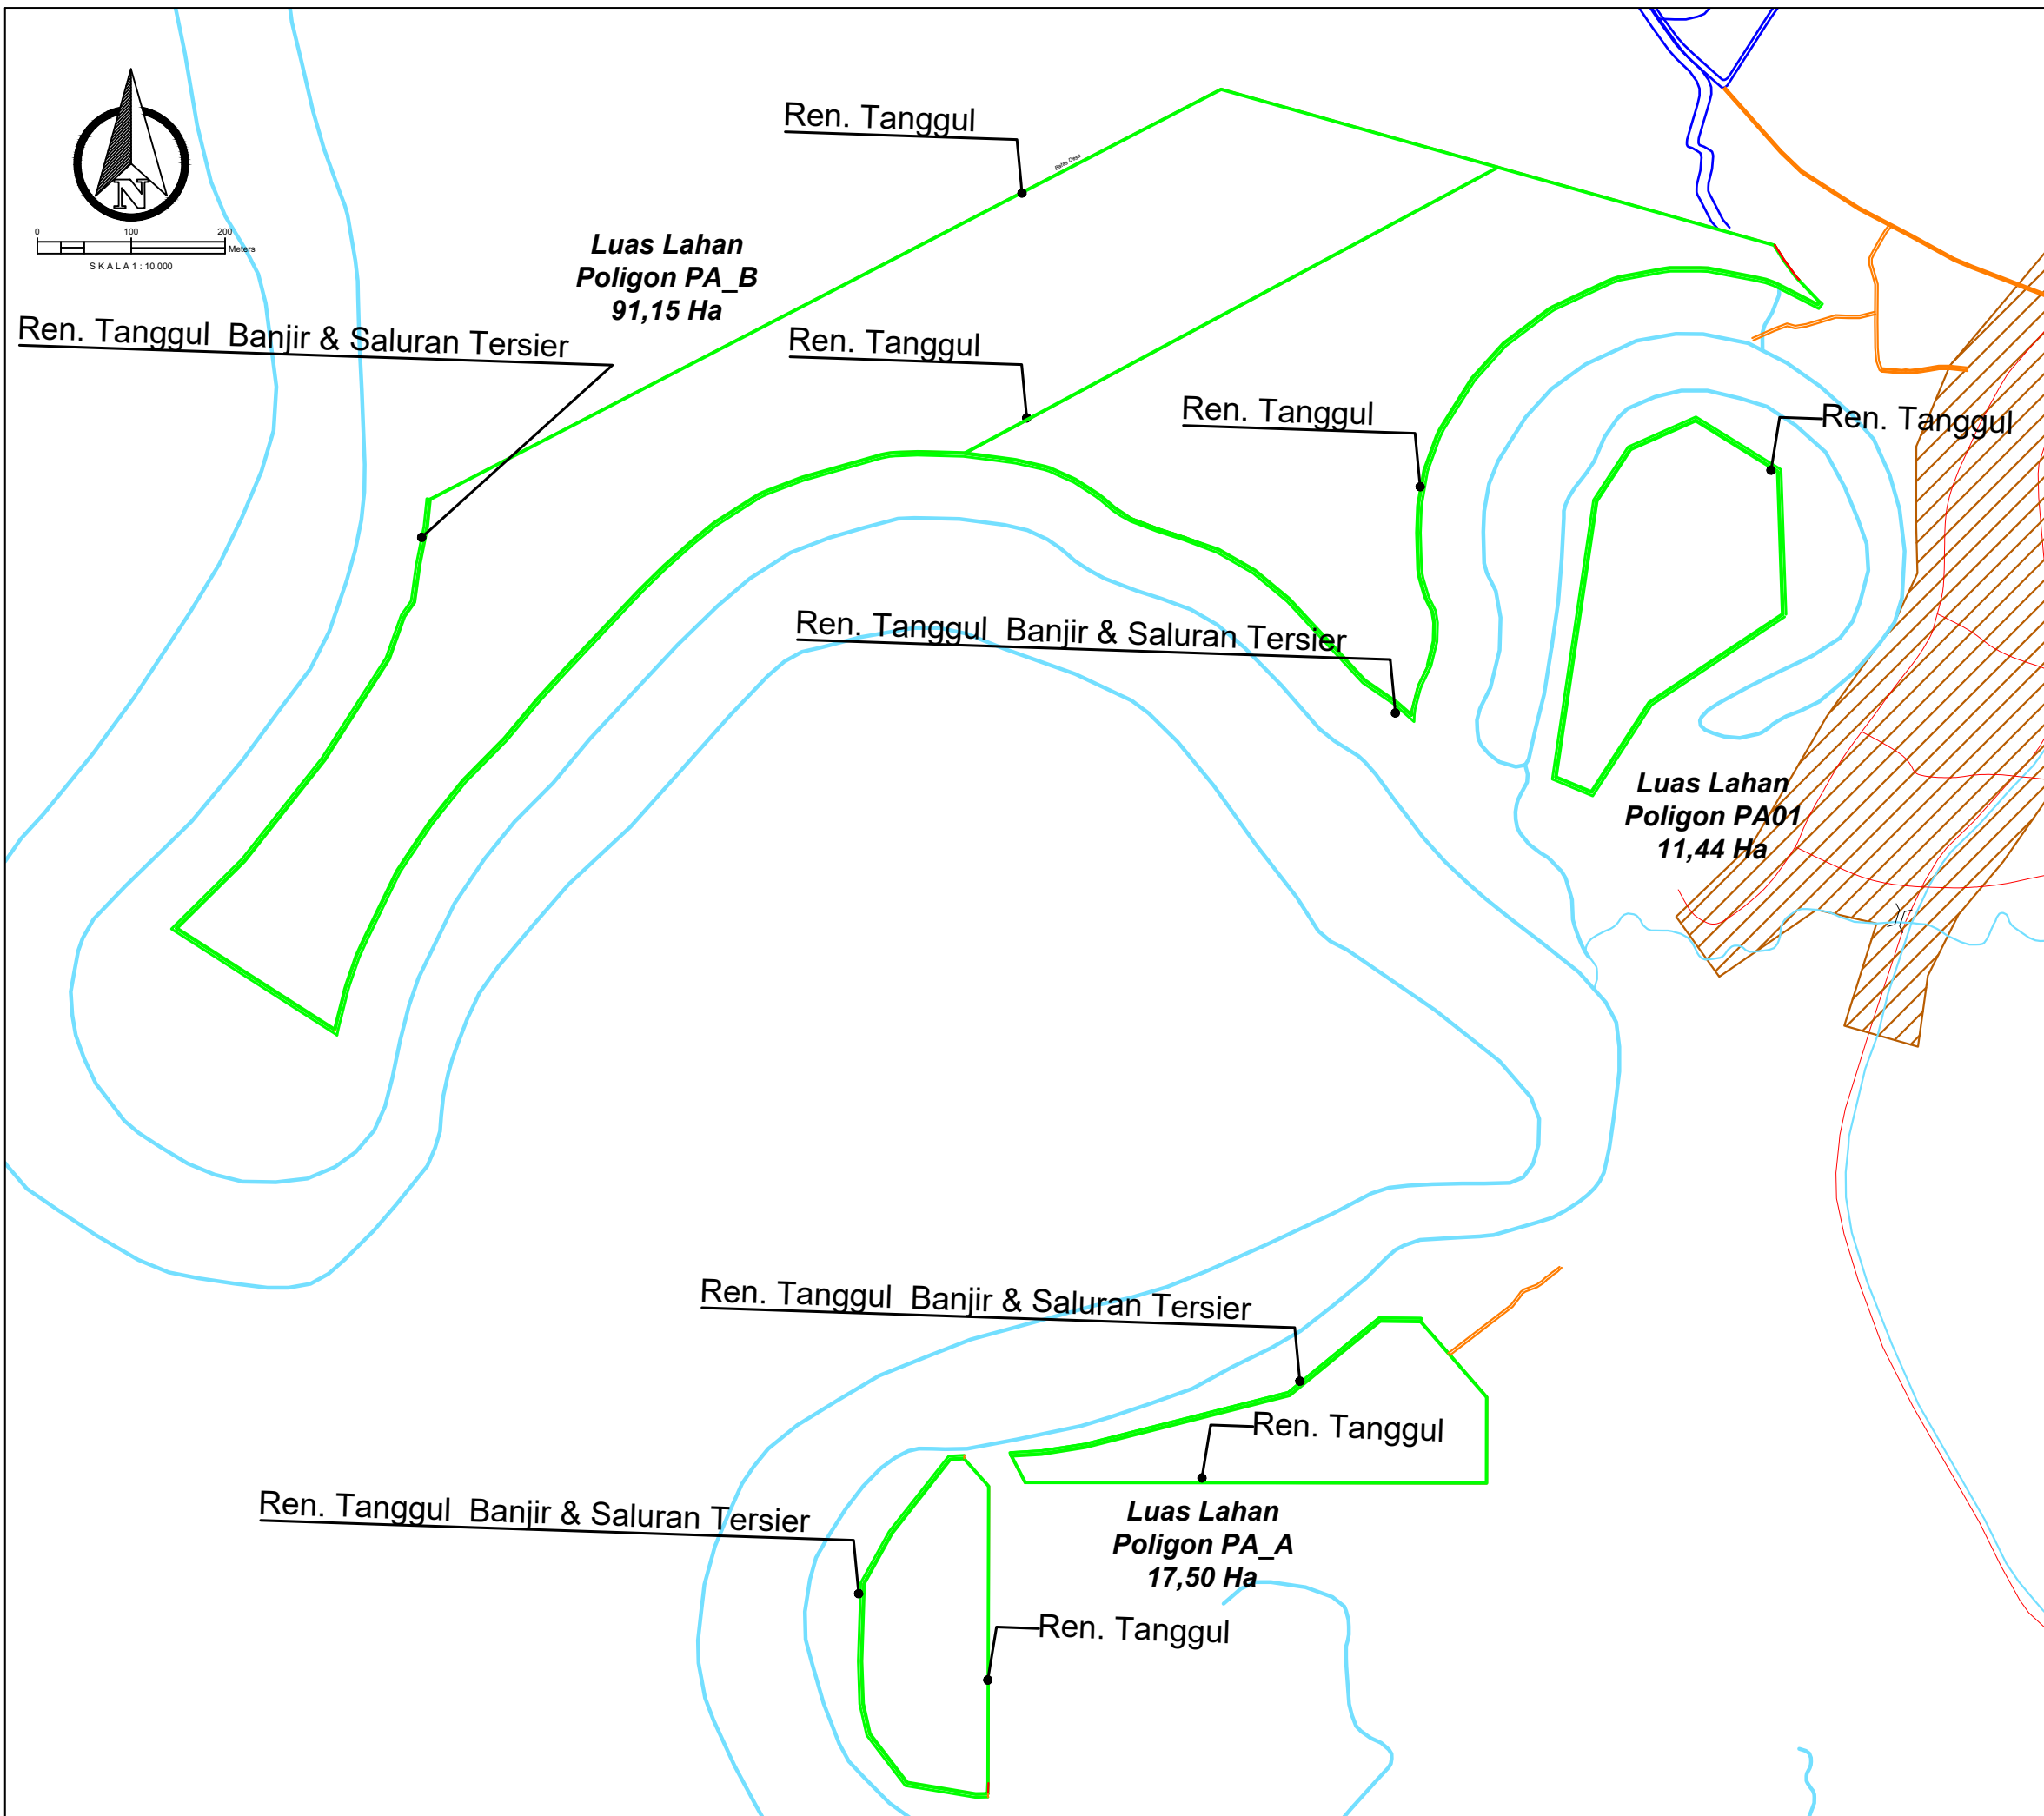 Ren. Tanggul
Batas Desa
N
0 100 200
Meters
SKALA 1 : 10.000
Luas Lahan
Poligon PA_B
91,15 Ha
Ren. Tanggul Banjir & Saluran Tersier
Ren. Tanggul
Ren. Tanggul
Ren. Tanggul
Ren. Tanggul Banjir & Saluran Tersier
Luas Lahan
Poligon PA01
11,44 Ha
Ren. Tanggul Banjir & Saluran Tersier
Ren. Tanggul
Ren. Tanggul Banjir & Saluran Tersier
Luas Lahan
Poligon PA_A
17,50 Ha
Ren. Tanggul